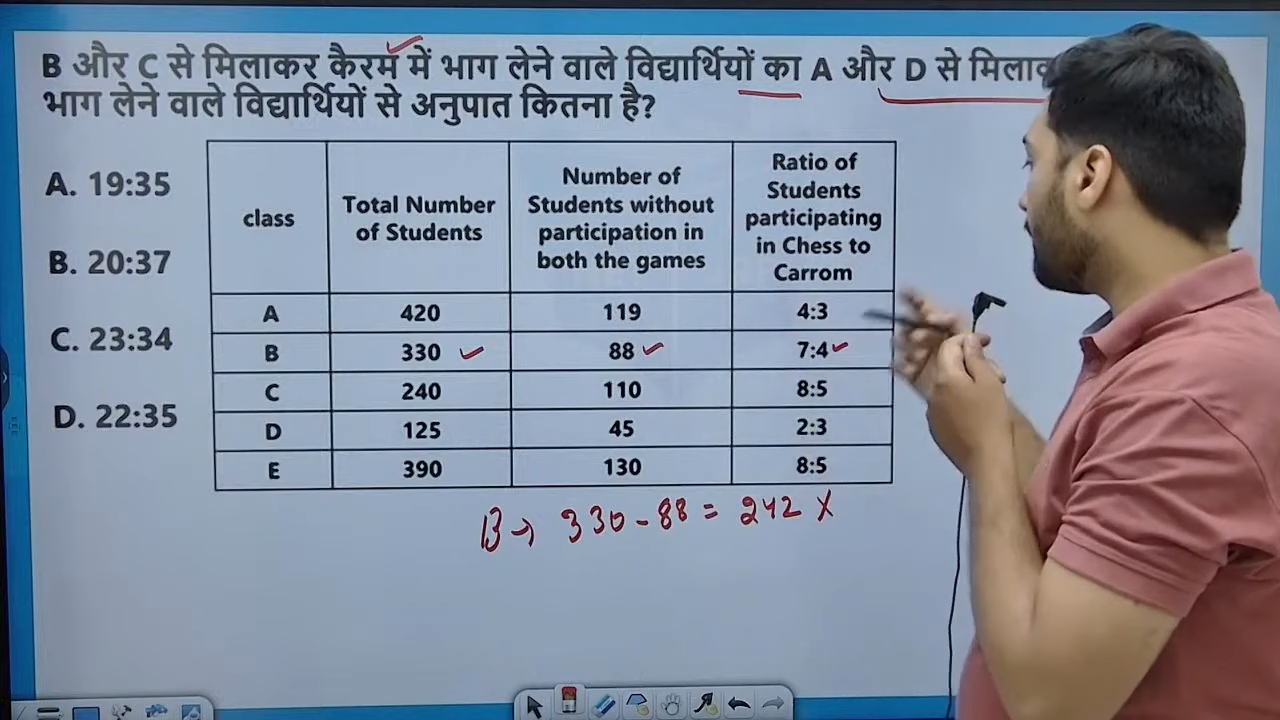 B और C से मिलाकर कैरम में भाग लेने वाले विद्यार्थियों का A और D से
भाग लेने वाले विद्यार्थियों से अनुपात कितना है?
A. 19:35
B. 20:37
C. 23:34
D. 22:35
class | Total Number of Students | Number of Students without participation in both the games | Ratio of Students participating in Chess to Carrom
A | 420 | 119 | 4:3
B | 330 | 88 | 7:4
C | 240 | 110 | 8:5
D | 125 | 45 | 2:3
E | 390 | 130 | 8:5
B→ 330-88= 242 x